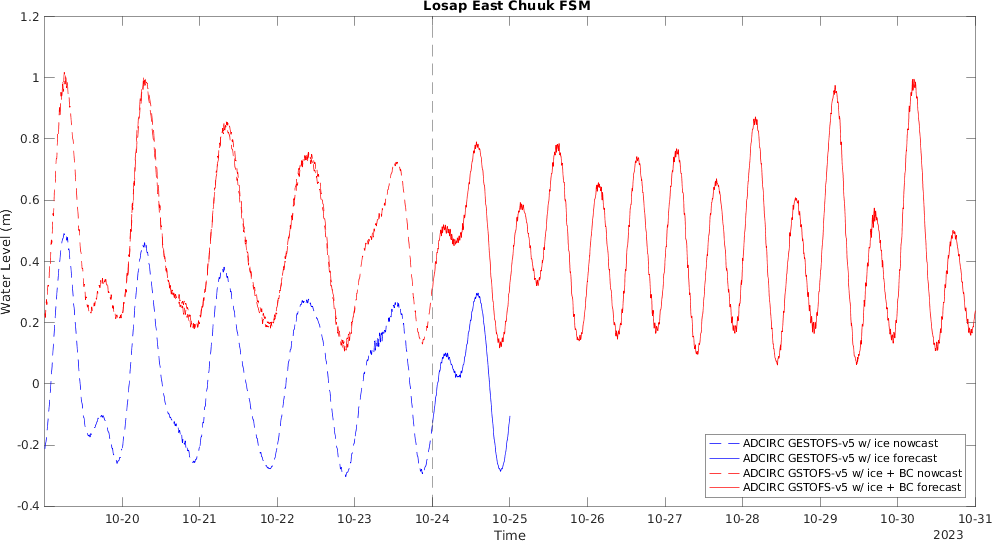 Losap East Chuuk FSM
1.2
1
0.8
0.6
0.4
0.2
0
-0.2
-0.4
Water Level (m)
ADCIRC GESTOFS-v5 w/ ice nowcast
ADCIRC GESTOFS-v5 w/ ice forecast
ADCIRC GSTOFS-v5 w/ ice + BC nowcast
ADCIRC GSTOFS-v5 w/ ice + BC forecast
10-20 10-21 10-22 10-23 10-24 10-25 10-26 10-27 10-28 10-29 10-30 10-31
Time
2023